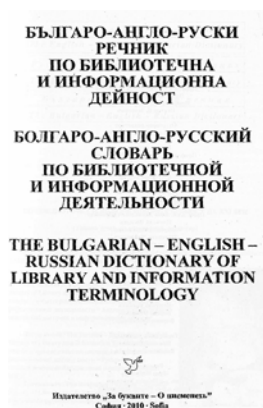 БЪЛГАРО-АНГЛО-РУСКИ
РЕЧНИК
ПО БИБЛИОТЕЧНА
И ИНФОРМАЦИОННА
ДЕЙНОСТ
БОЛГАРО-АНГЛО-РУССКИЙ
СЛОВАРЬ
ПО БИБЛИОТЕЧНОЙ
И ИНФОРМАЦИОННОЙ
ДЕЯТЕЛЬНОСТИ
THE BULGARIAN – ENGLISH –
RUSSIAN DICTIONARY OF
LIBRARY AND INFORMATION
TERMINOLOGY
Издателство „За буквите – О писменехь“
София · 2010 · Sofia